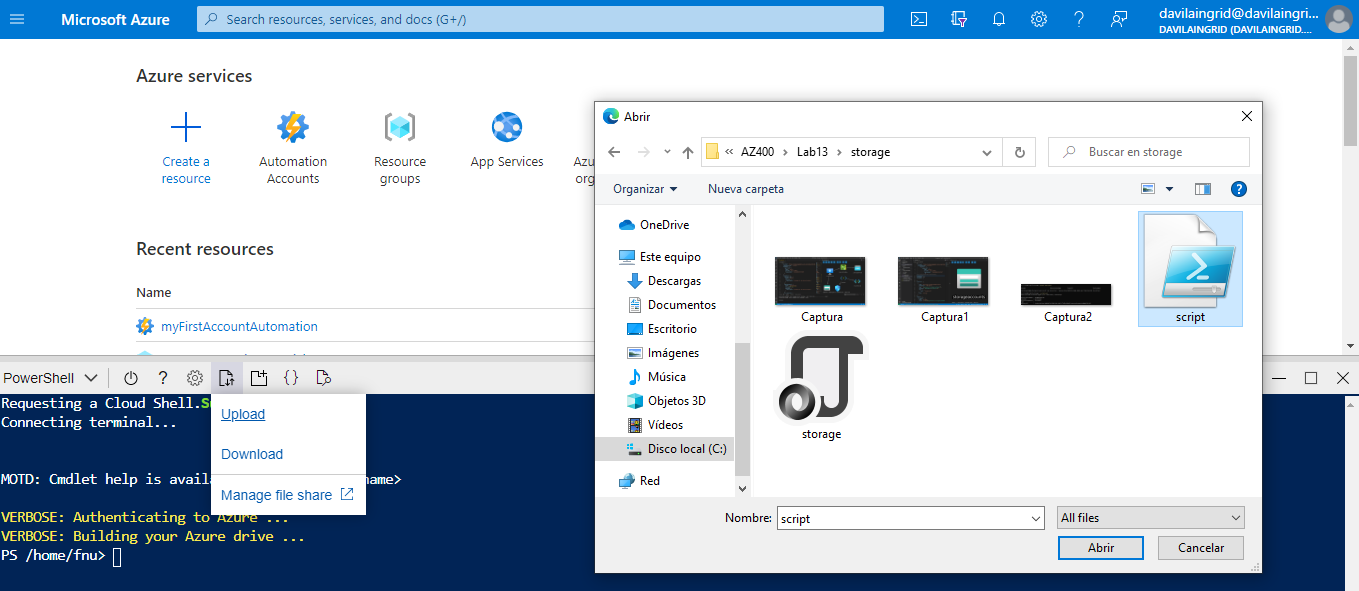 Microsoft Azure
Search resources, services, and docs (G+/)
davilaingrid@davilaingri...
DAVILAINGRID (DAVILAINGRID....
Azure services
Create a
resource
Automation
Accounts
Resource
groups
App Services
Azu
org
Recent resources
Name
myFirstAccountAutomation
PowerShell
Requesting a Cloud Shell.
Connecting terminal...
MOTD: Cmdlet help is avail
name>
VERBOSE: Authenticating to Azure ...
VERBOSE: Building your Azure drive ...
PS /home/fnu>
Upload
Download
Manage file share
Abrir
« AZ400 › Lab13 › storage
Buscar en storage
Organizar
Nueva carpeta
OneDrive
Este equipo
Descargas
Documentos
Escritorio
Imágenes
Música
Objetos 3D
Vídeos
Disco local (C:)
Red
Captura
Captura1
Captura2
script
storage
Nombre:
script
All files
Abrir
Cancelar